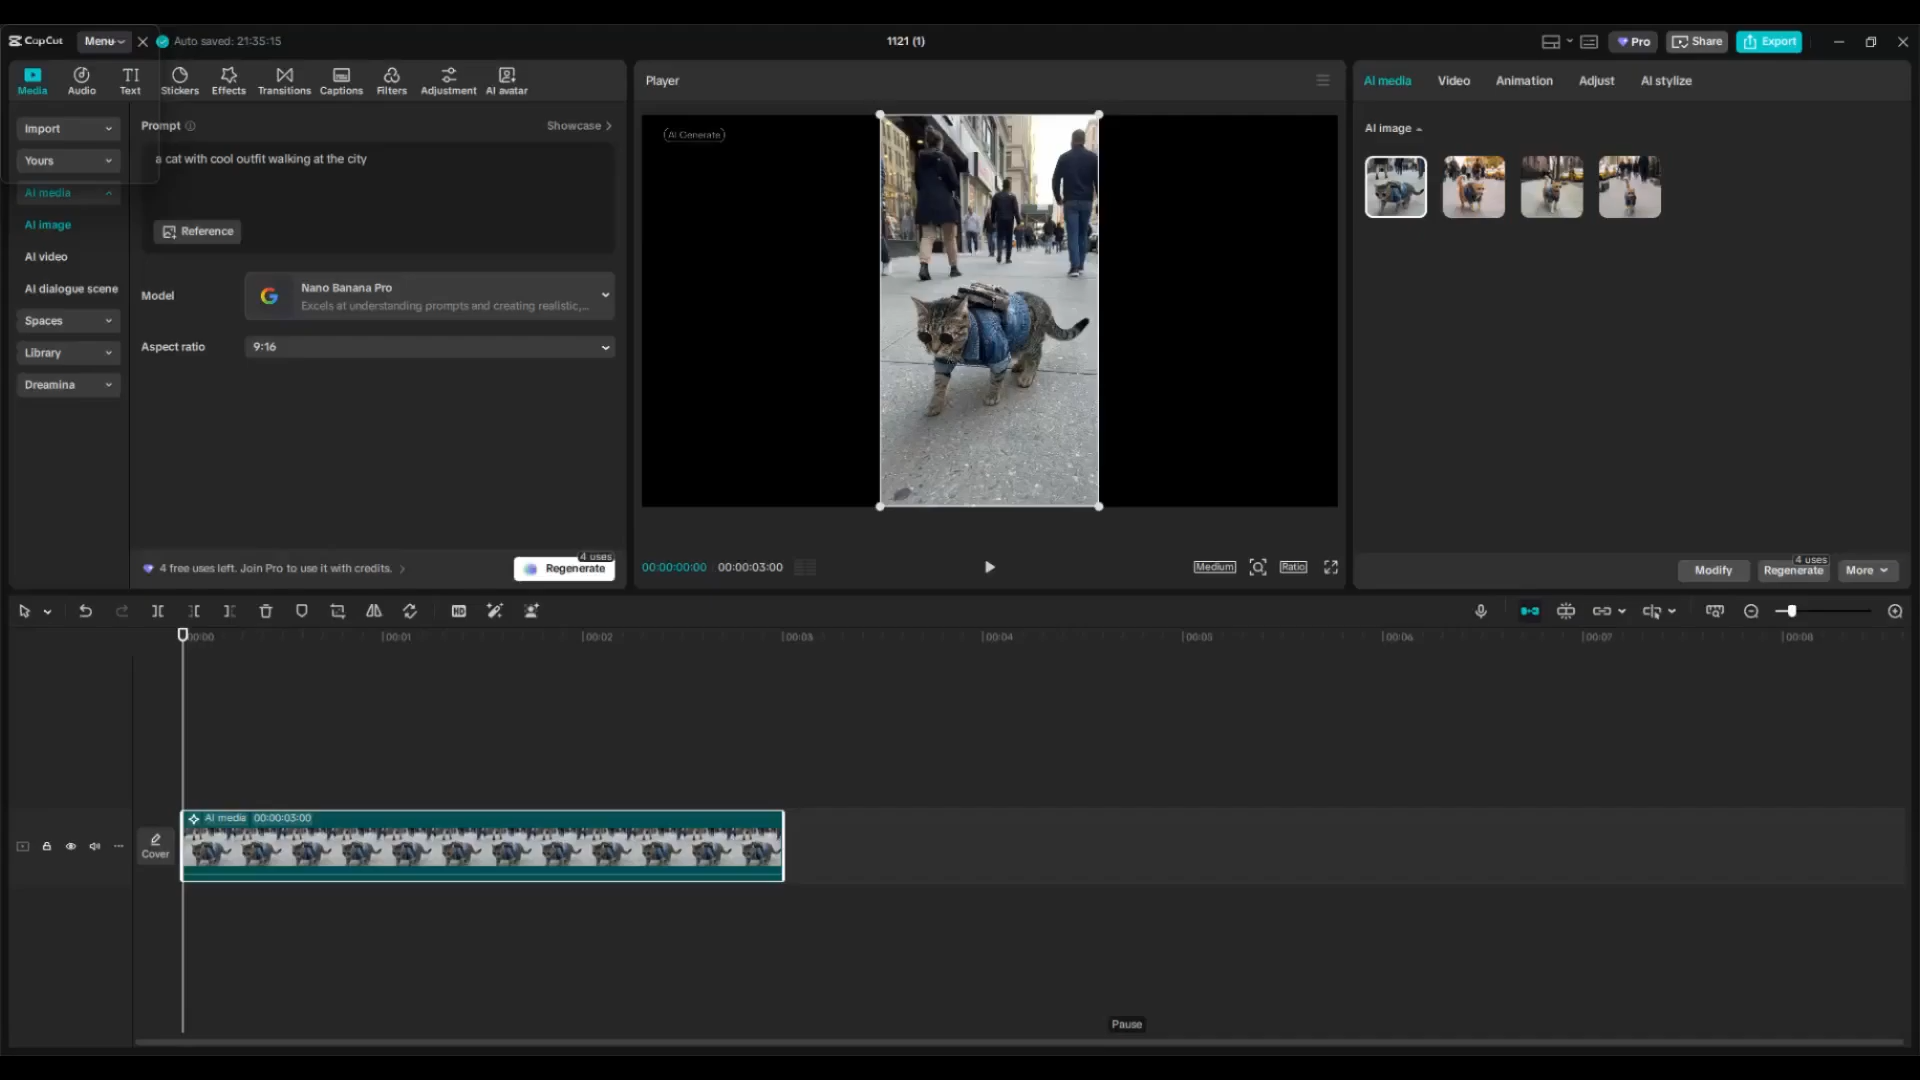 CapCut Menu Auto saved: 21:35:15 1121 (1) Pro Share Export
Media Audio Text Stickers Effects Transitions Captions Filters Adjustment AI avatar
Import
Yours
AI media
AI image
AI video
AI dialogue scene
Spaces
Library
Dreamina
Prompt Showcase
a cat with cool outfit walking at the city
Reference
Model
Nano Banana Pro
Excels at understanding prompts and creating realistic,...
Aspect ratio 9:16
4 free uses left. Join Pro to use it with credits.
4 uses
Regenerate
Player
AI Generate
00:00:00:00 00:00:03:00
Medium Ratio
AI media Video Animation Adjust AI stylize
AI image
4 uses
Modify Regenerate More
HD
00:00 00:01 00:02 00:03 00:04 00:05 00:06 00:07 00:08
AI media 00:00:03:00
Cover
Pause